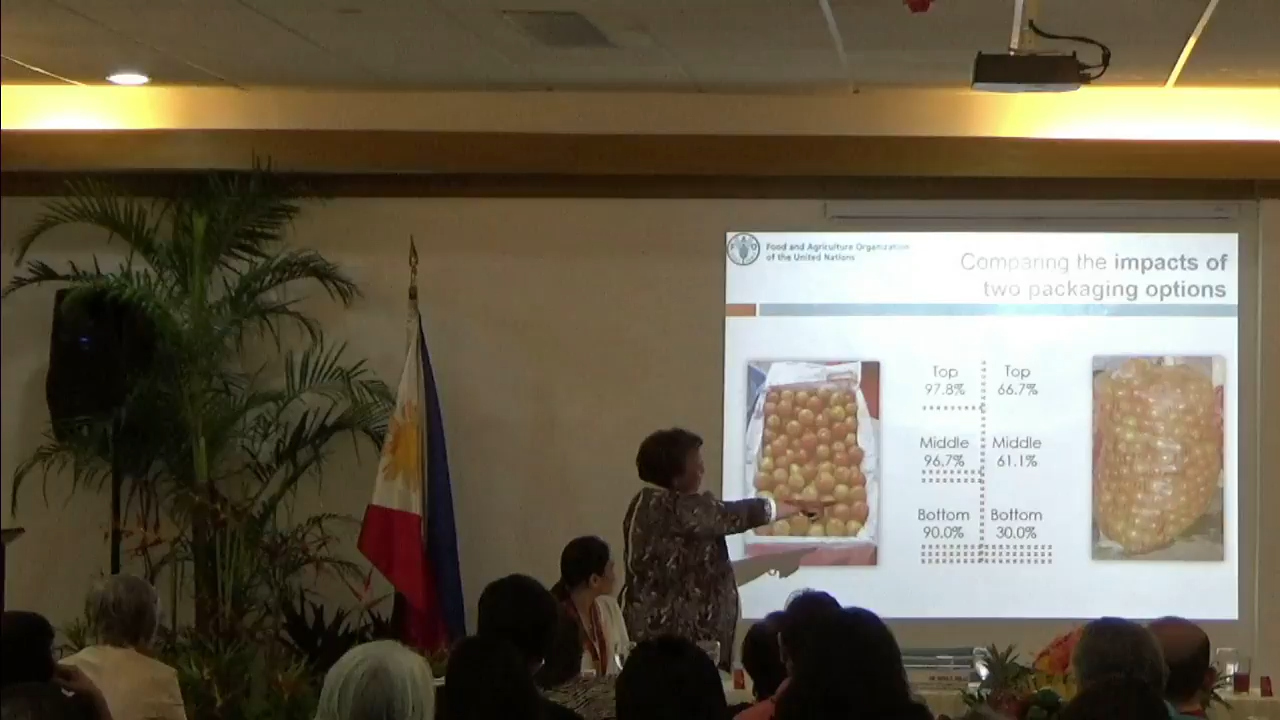 Food and Agriculture Organization
of the United Nations
Comparing the impacts of
two packaging options
Top
97.8%
Top
66.7%
Middle
96.7%
Middle
61.1%
Bottom
90.0%
Bottom
30.0%